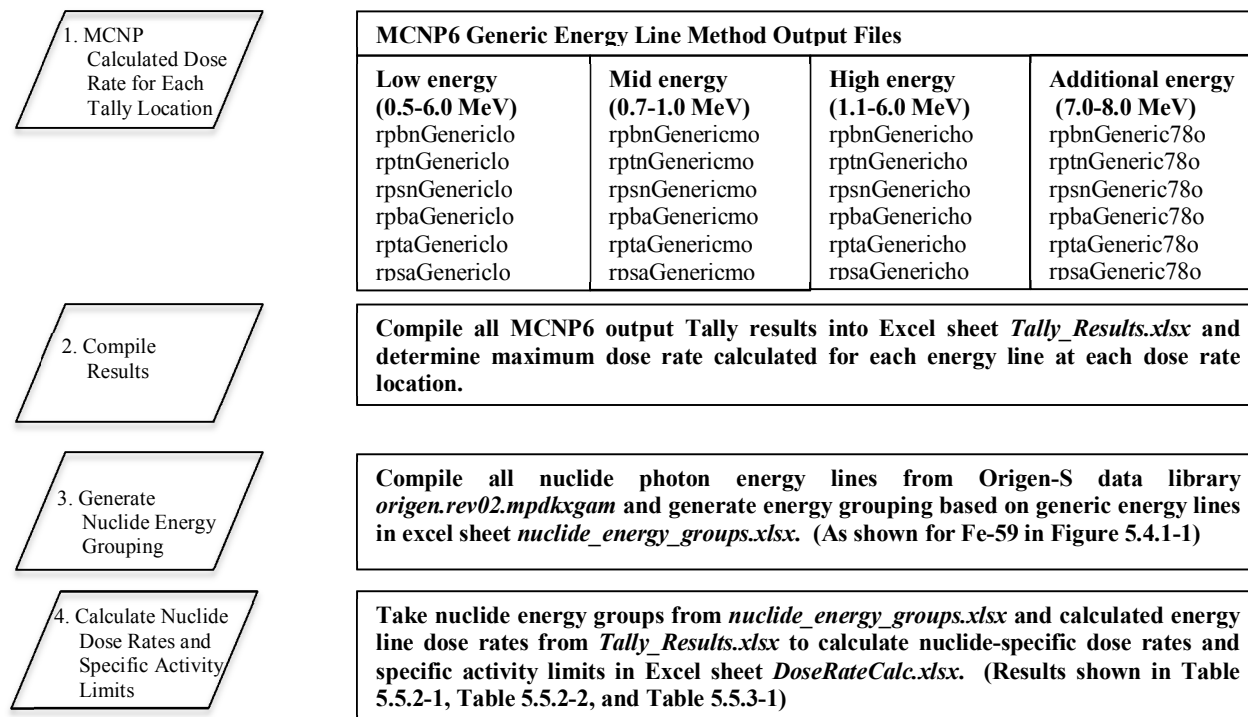 1. MCNP
Calculated Dose
Rate for Each
Tally Location
MCNP6 Generic Energy Line Method Output Files
Low energy
(0.5-6.0 MeV)
rpbnGenericlo
rptnGenericlo
rpsnGenericlo
rpbaGenericlo
rptaGenericlo
rpsaGenericlo
Mid energy
(0.7-1.0 MeV)
rpbnGenericmo
rptnGenericmo
rpsnGenericmo
rpbaGenericmo
rptaGenericmo
rpsaGenericmo
High energy
(1.1-6.0 MeV)
rpbnGenericho
rptnGenericho
rpsnGenericho
rpbaGenericho
rptaGenericho
rpsaGenericho
Additional energy
(7.0-8.0 MeV)
rpbnGeneric78o
rptnGeneric78o
rpsnGeneric78o
rpbaGeneric78o
rptaGeneric78o
rpsaGeneric78o
2. Compile
Results
Compile all MCNP6 output Tally results into Excel sheet Tally_Results.xlsx and
determine maximum dose rate calculated for each energy line at each dose rate
location.
3. Generate
Nuclide Energy
Grouping
Compile all nuclide photon energy lines from Origen-S data library
origen.rev02.mpdkxgam and generate energy grouping based on generic energy lines
in excel sheet nuclide_energy_groups.xlsx. (As shown for Fe-59 in Figure 5.4.1-1)
4. Calculate Nuclide
Dose Rates and
Specific Activity
Limits
Take nuclide energy groups from nuclide_energy_groups.xlsx and calculated energy
line dose rates from Tally_Results.xlsx to calculate nuclide-specific dose rates and
specific activity limits in Excel sheet DoseRateCalc.xlsx. (Results shown in Table
5.5.2-1, Table 5.5.2-2, and Table 5.5.3-1)